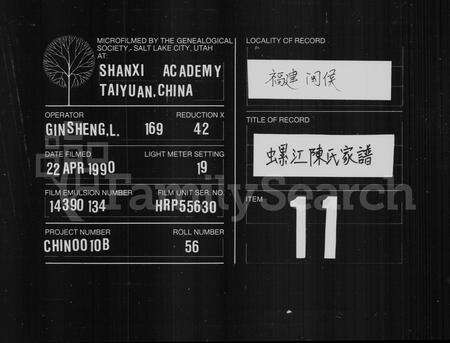 MICROFILMED BY THE GENEALOGICAL
SOCIETY - SALT LAKE CITY, UTAH
AT:
SHANXI ACADEMY
TAIYUAN, CHINA
OPERATOR
REDUCTION X
GINSHENG,L. 169 42
DATE FILMED
LIGHT METER SETTING
22 APR 1990 19
FILM EMULSION NUMBER
FILM UNIT SER. NO.
14390 134 HRP55630
PROJECT NUMBER
ROLL NUMBER
CHIN0010B 56
LOCALITY OF RECORD
福建 闽侯
TITLE OF RECORD
螺江陳氏家譜
ITEM
11
FamilySearch